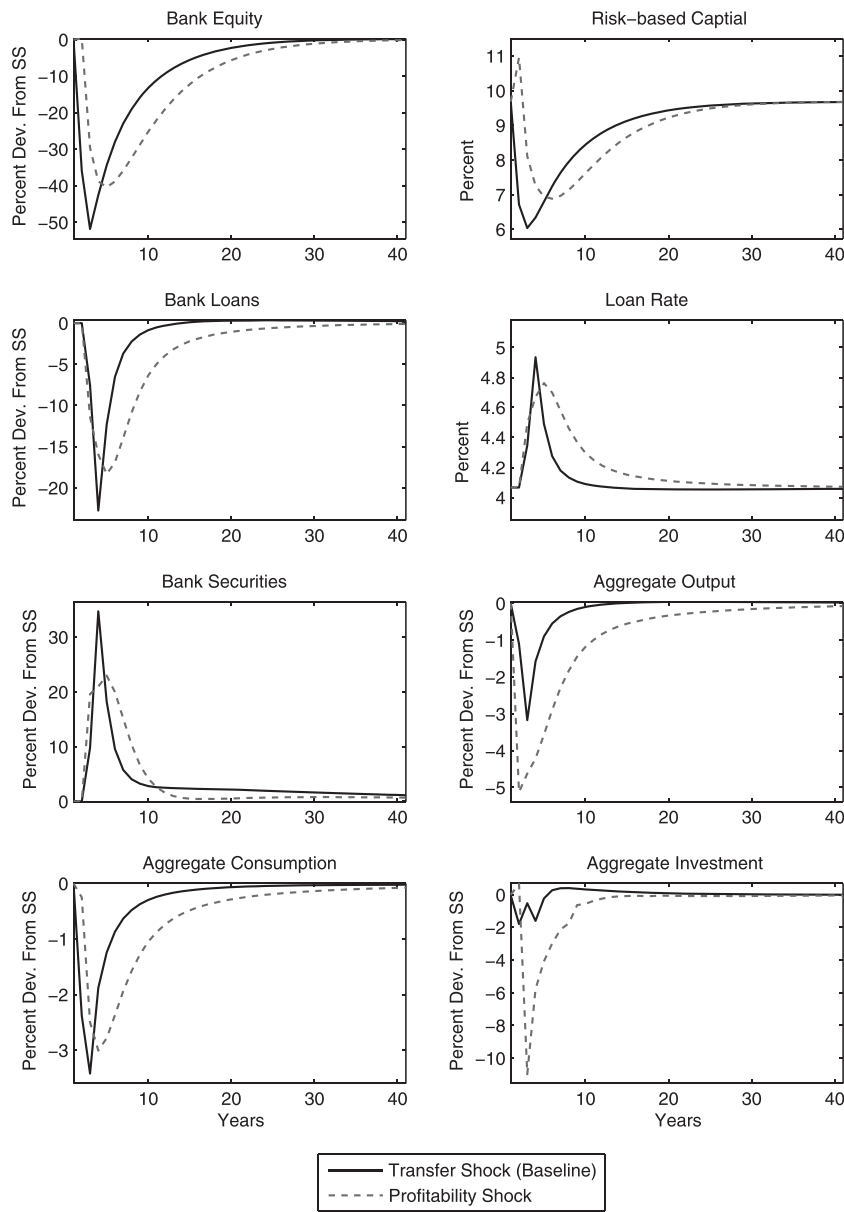 Bank Equity
Percent Dev. From SS
0
−10
−20
−30
−40
−50
10 20 30 40
Risk−based Captial
Percent
11
10
9
8
7
6
10 20 30 40
Bank Loans
Percent Dev. From SS
0
−5
−10
−15
−20
10 20 30 40
Loan Rate
Percent
5
4.8
4.6
4.4
4.2
4
10 20 30 40
Bank Securities
Percent Dev. From SS
30
20
10
0
10 20 30 40
Aggregate Output
Percent Dev. From SS
0
−1
−2
−3
−4
−5
10 20 30 40
Aggregate Consumption
Percent Dev. From SS
0
−1
−2
−3
10 20 30 40
Years
Aggregate Investment
Percent Dev. From SS
0
−2
−4
−6
−8
−10
10 20 30 40
Years
Transfer Shock (Baseline)
Profitability Shock